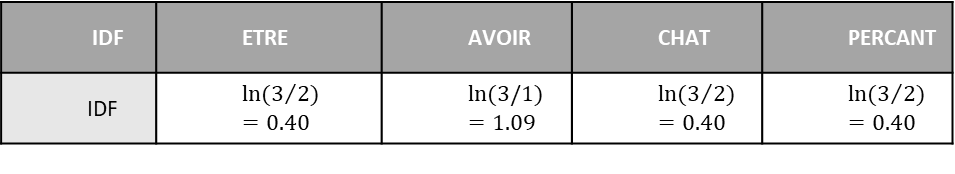 IDF ETRE AVOIR CHAT PERCANT
IDF ln(3/2) ln(3/1) ln(3/2) ln(3/2)
= 0.40 = 1.09 = 0.40 = 0.40